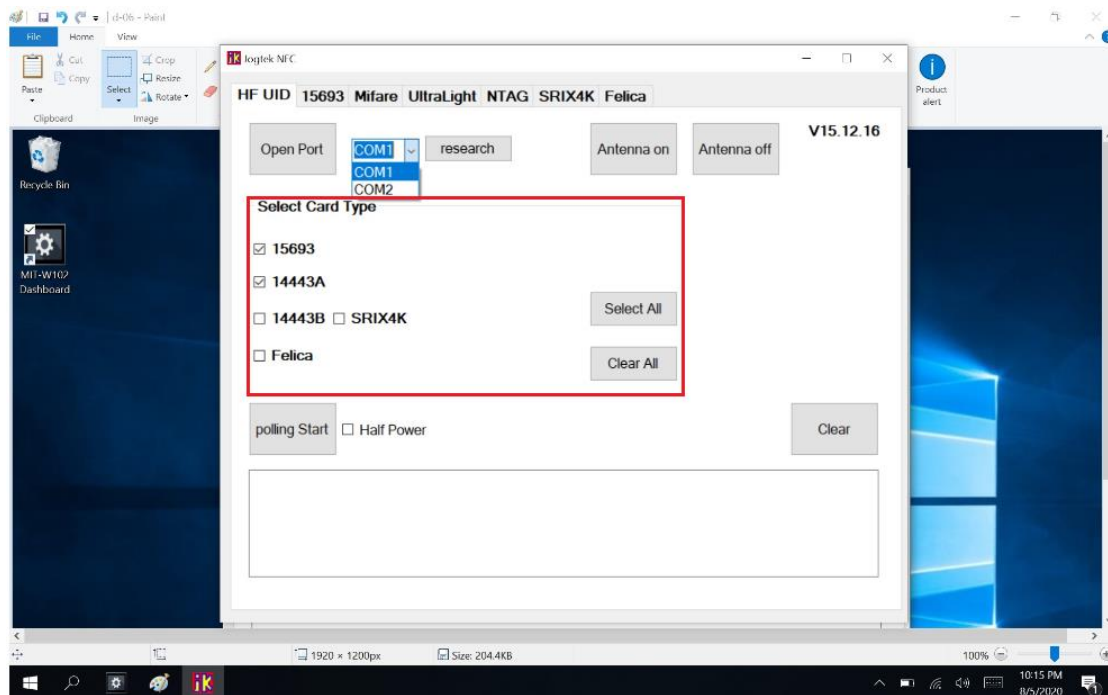 d-06 - Paint
File Home View
Paste
Cut
Copy
Clipboard
Select
Crop
Resize
Rotate
Image
Product
alert
Recycle Bin
MIT-W102
Dashboard
logtek NFC
HF UID 15693 Mifare UltraLight NTAG SRIX4K Felica
Open Port COM1 research Antenna on Antenna off V15.12.16
COM1
COM2
Select Card Type
15693
14443A
14443B SRIX4K
Felica
Select All
Clear All
polling Start Half Power Clear
1920 × 1200px Size: 204.4KB 100%
10:15 PM
8/5/2020